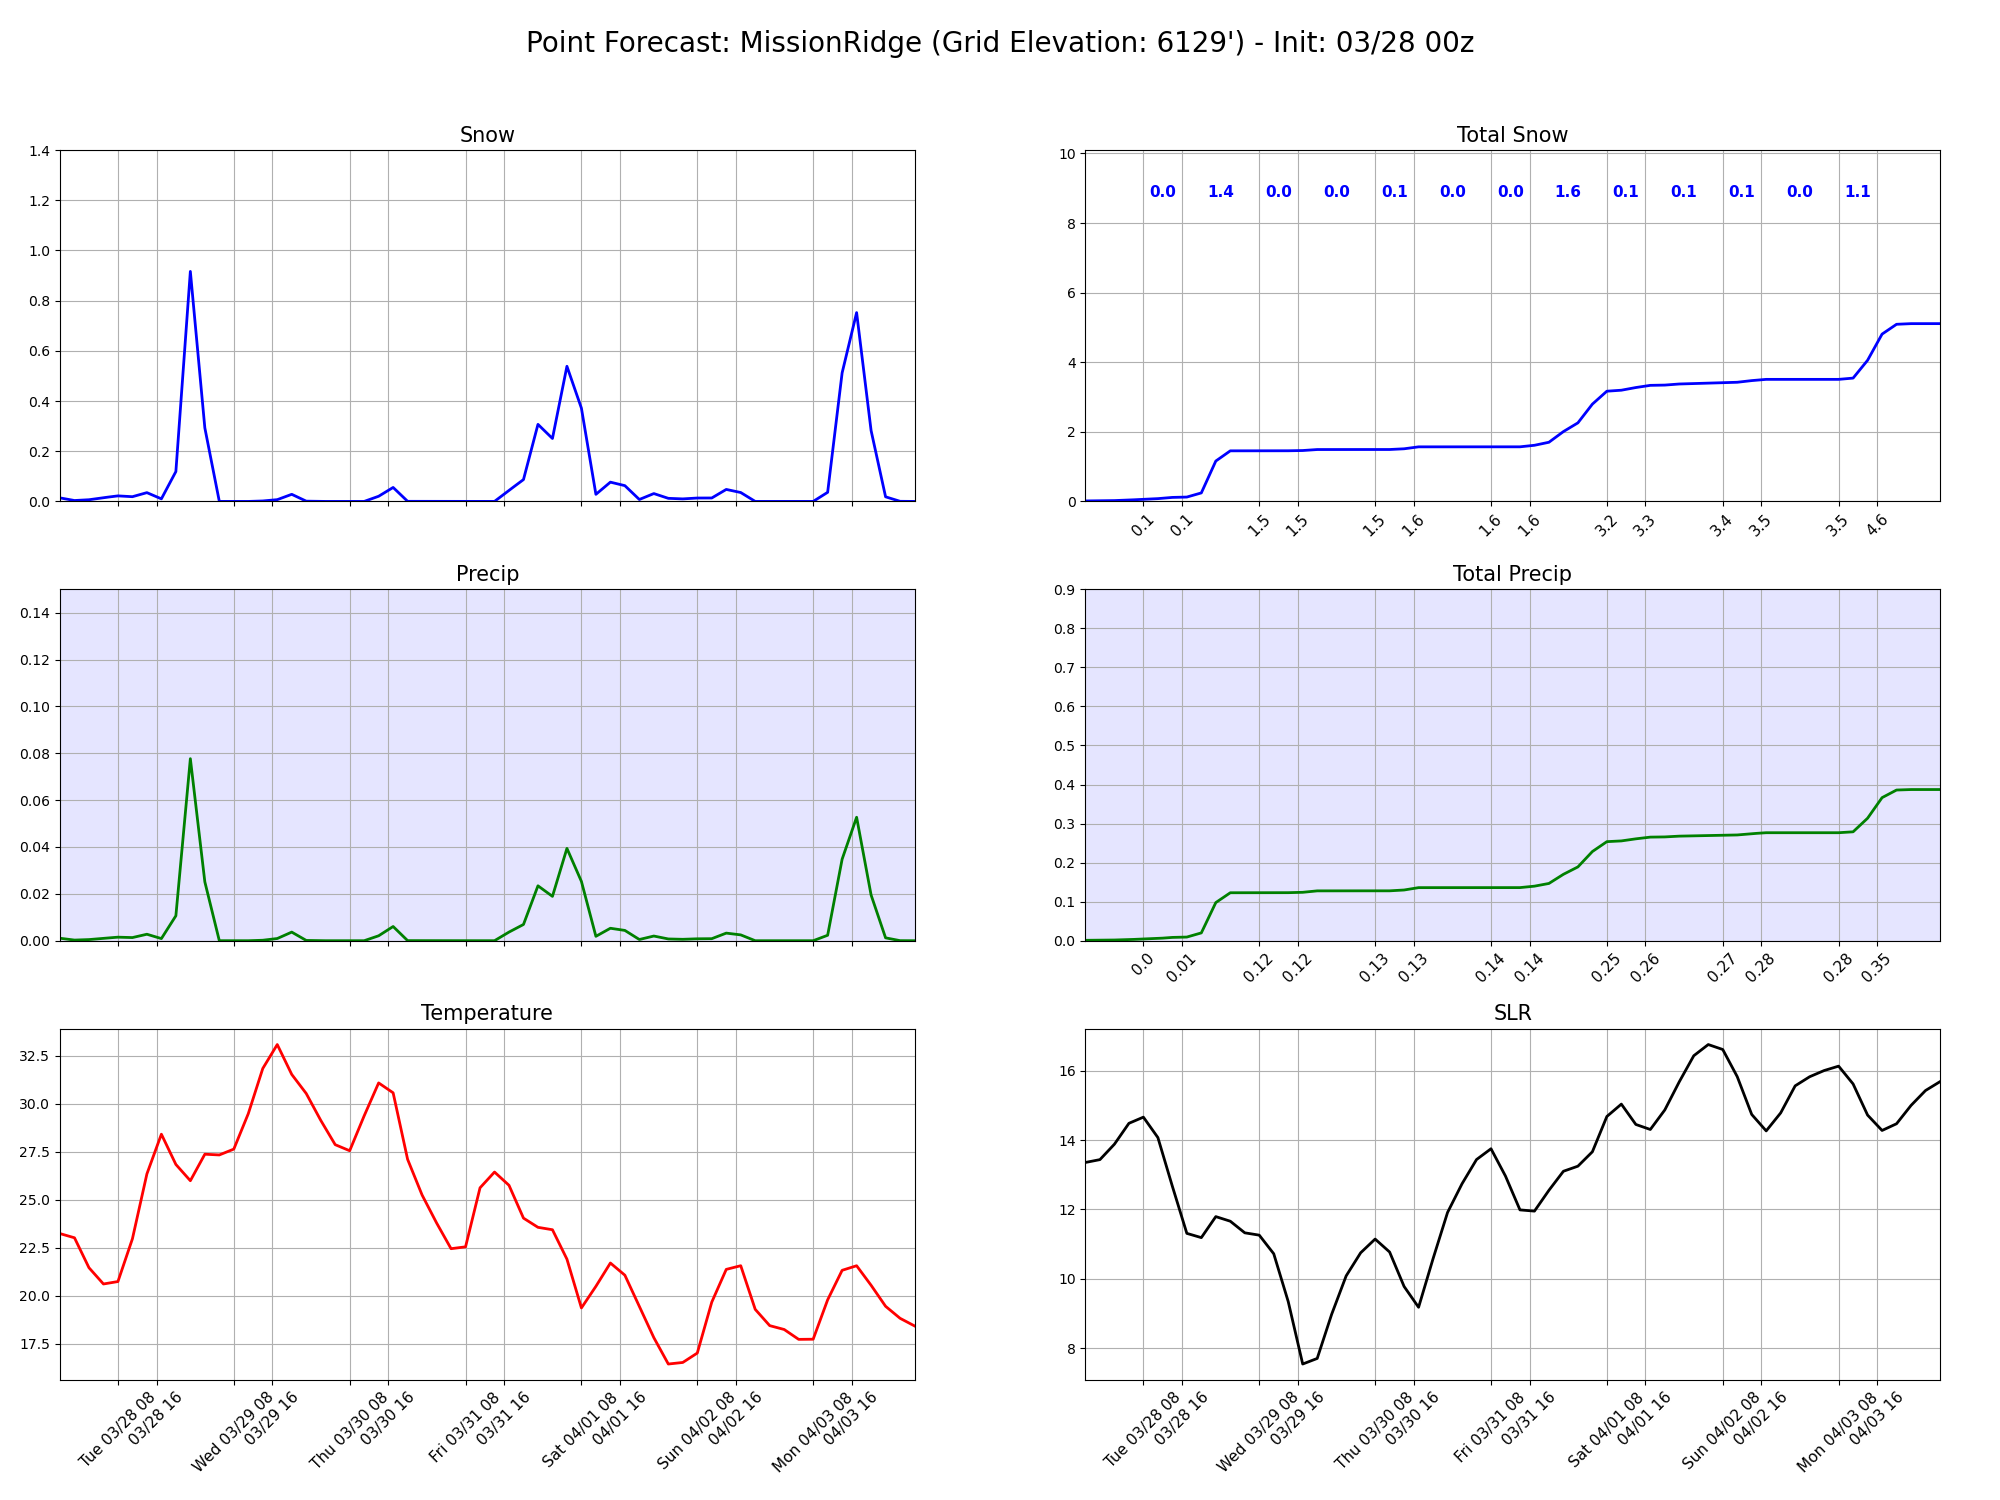 Point Forecast: MissionRidge (Grid Elevation: 6129') - Init: 03/28 00z
Snow
1.4
1.2
1.0
0.8
0.6
0.4
0.2
0.0
Total Snow
10
8
6
4
2
0
0.0 1.4 0.0 0.0 0.1 0.0 0.0 1.6 0.1 0.1 0.1 0.0 1.1
0.1 0.1 1.5 1.5 1.5 1.6 1.6 1.6 3.2 3.3 3.4 3.5 3.5 4.6
Precip
0.14
0.12
0.10
0.08
0.06
0.04
0.02
0.00
Total Precip
0.9
0.8
0.7
0.6
0.5
0.4
0.3
0.2
0.1
0.0
0.0 0.01 0.12 0.12 0.13 0.13 0.14 0.14 0.25 0.26 0.27 0.28 0.28 0.35
Temperature
32.5
30.0
27.5
25.0
22.5
20.0
17.5
Tue 03/28 08
03/28 16
Wed 03/29 08
03/29 16
Thu 03/30 08
03/30 16
Fri 03/31 08
03/31 16
Sat 04/01 08
04/01 16
Sun 04/02 08
04/02 16
Mon 04/03 08
04/03 16
SLR
16
14
12
10
8
Tue 03/28 08
03/28 16
Wed 03/29 08
03/29 16
Thu 03/30 08
03/30 16
Fri 03/31 08
03/31 16
Sat 04/01 08
04/01 16
Sun 04/02 08
04/02 16
Mon 04/03 08
04/03 16